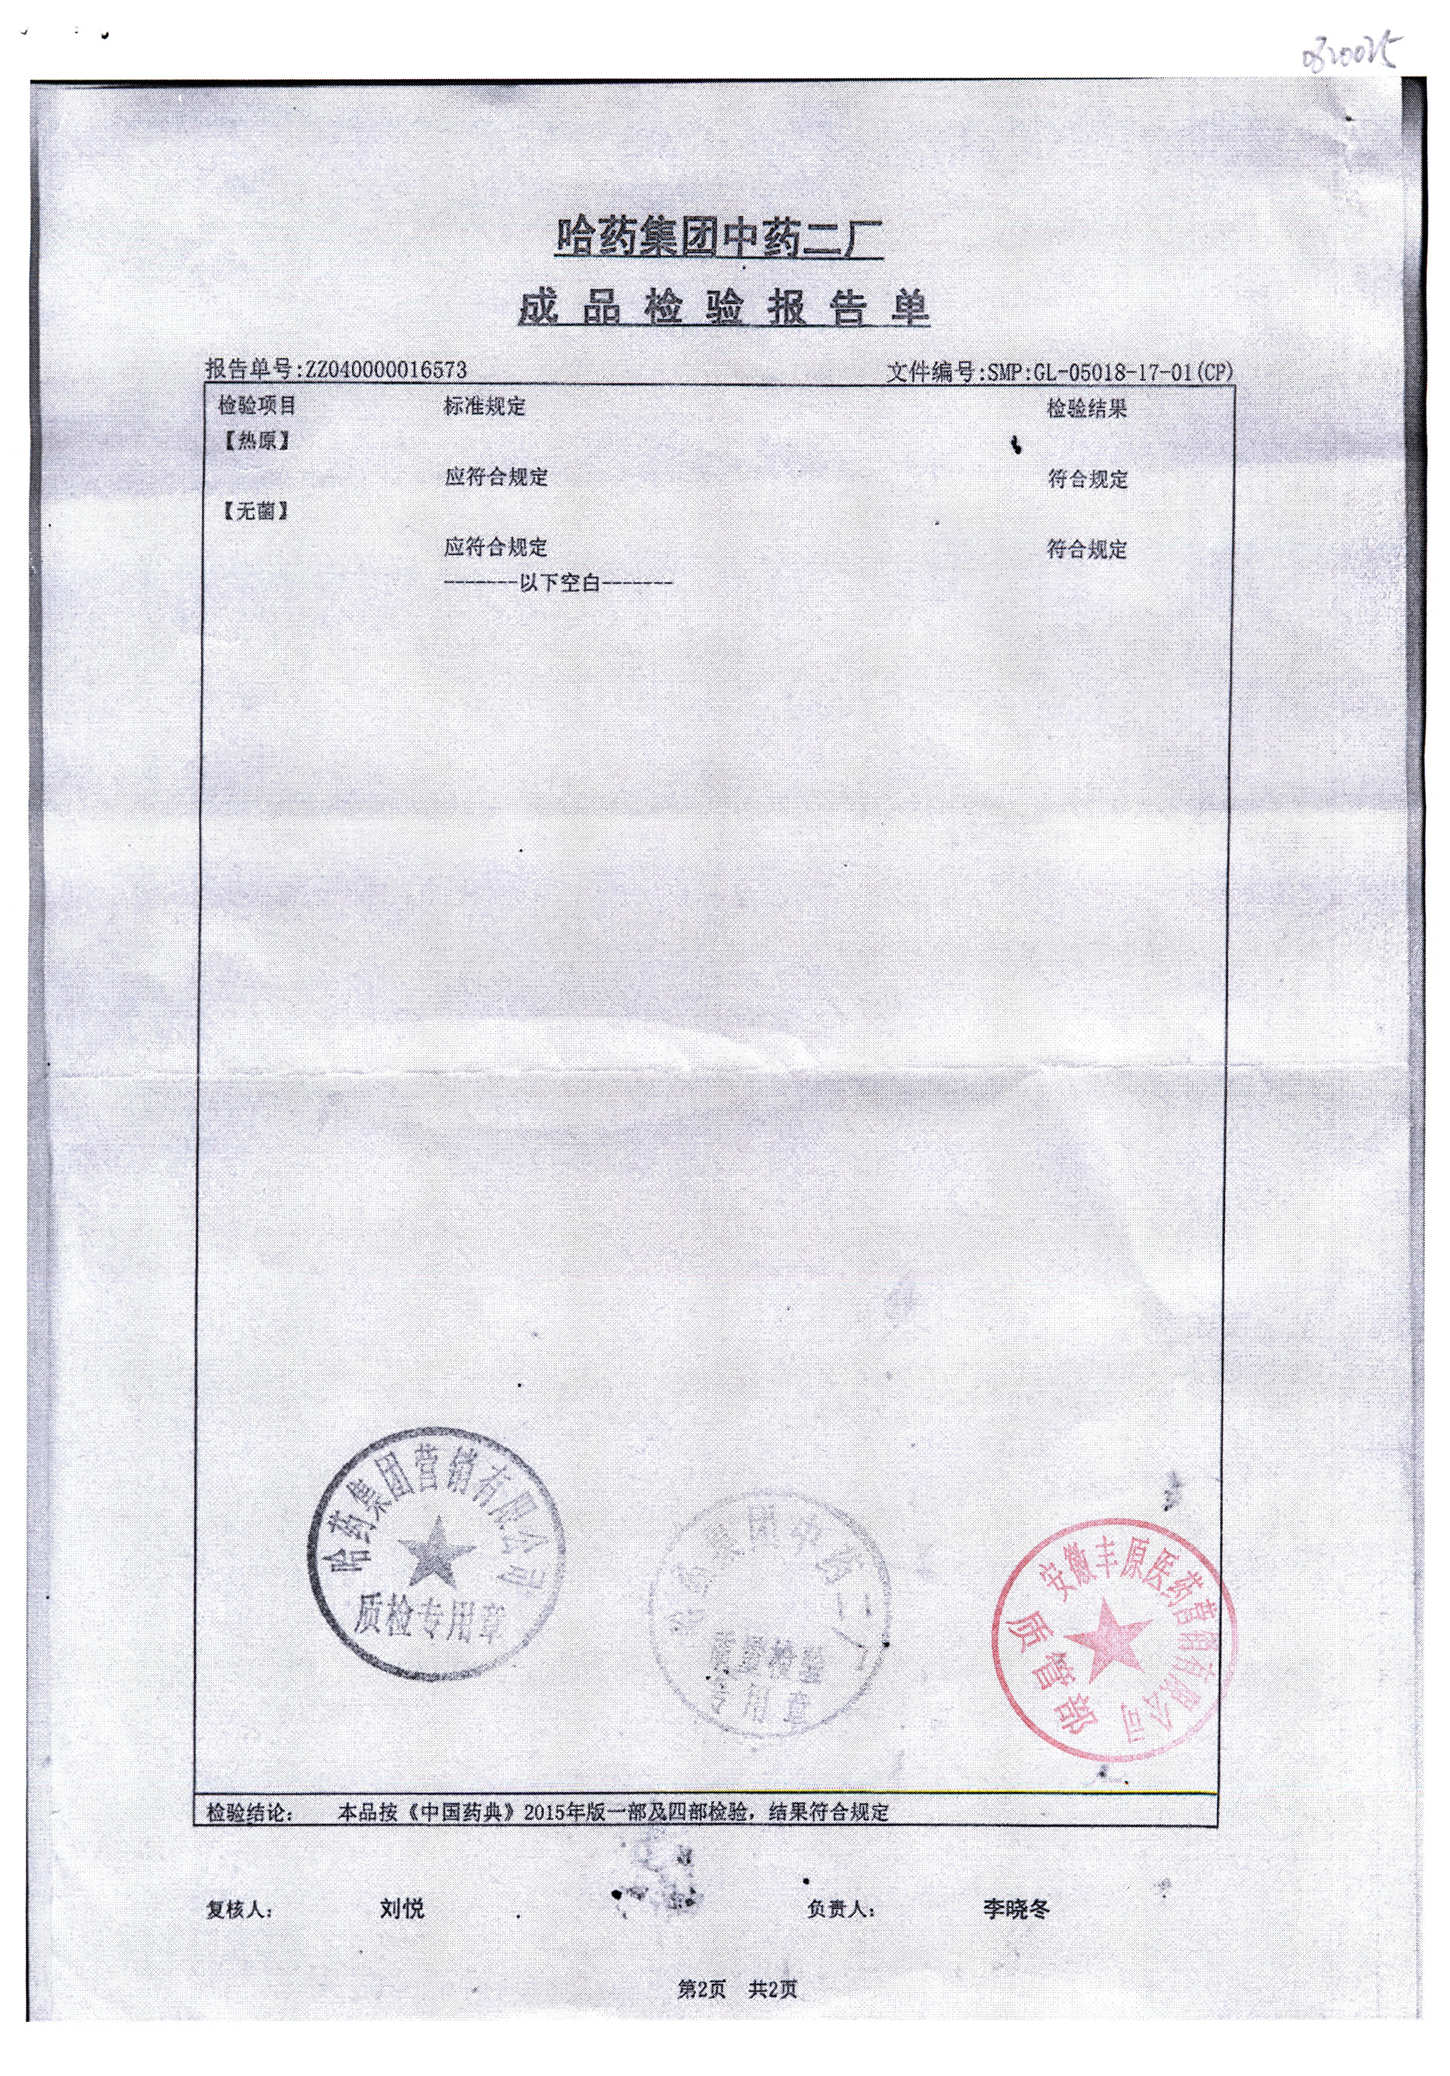 哈药集团中药二厂
成品检验报告单
报告单号:ZZ040000016573 文件编号:SMP:GL-05018-17-01(CP)
检验项目 标准规定 检验结果
【热原】
应符合规定 符合规定
【无菌】
应符合规定 符合规定
-------以下空白-------
哈药集团营销有限公司
质检专用章
哈药集团中药二厂
质量检验
专用章
安徽丰原医药营销有限公司
质管部
检验结论: 本品按《中国药典》2015年版一部及四部检验，结果符合规定
复核人: 刘悦 负责人: 李晓冬
第2页 共2页